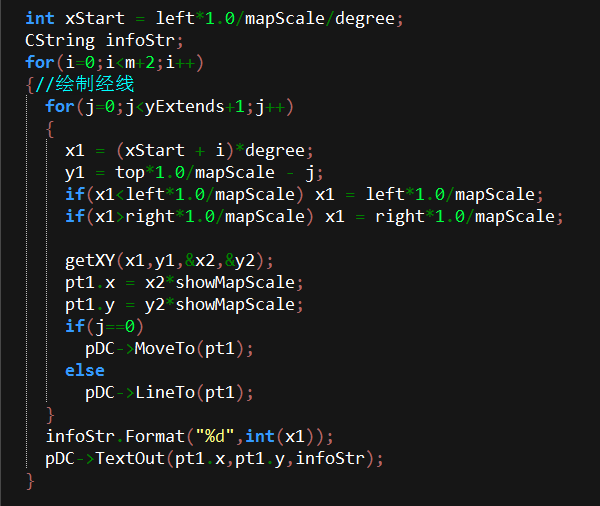 int xStart = left*1.0/mapScale/degree;
CString infoStr;
for(i=0;i<m+2;i++)
{//绘制经线
for(j=0;j<yExtends+1;j++)
{
x1 = (xStart + i)*degree;
y1 = top*1.0/mapScale - j;
if(x1<left*1.0/mapScale) x1 = left*1.0/mapScale;
if(x1>right*1.0/mapScale) x1 = right*1.0/mapScale;
getXY(x1,y1,&x2,&y2);
pt1.x = x2*showMapScale;
pt1.y = y2*showMapScale;
if(j==0)
pDC->MoveTo(pt1);
else
pDC->LineTo(pt1);
}
infoStr.Format("%d",int(x1));
pDC->TextOut(pt1.x,pt1.y,infoStr);
}